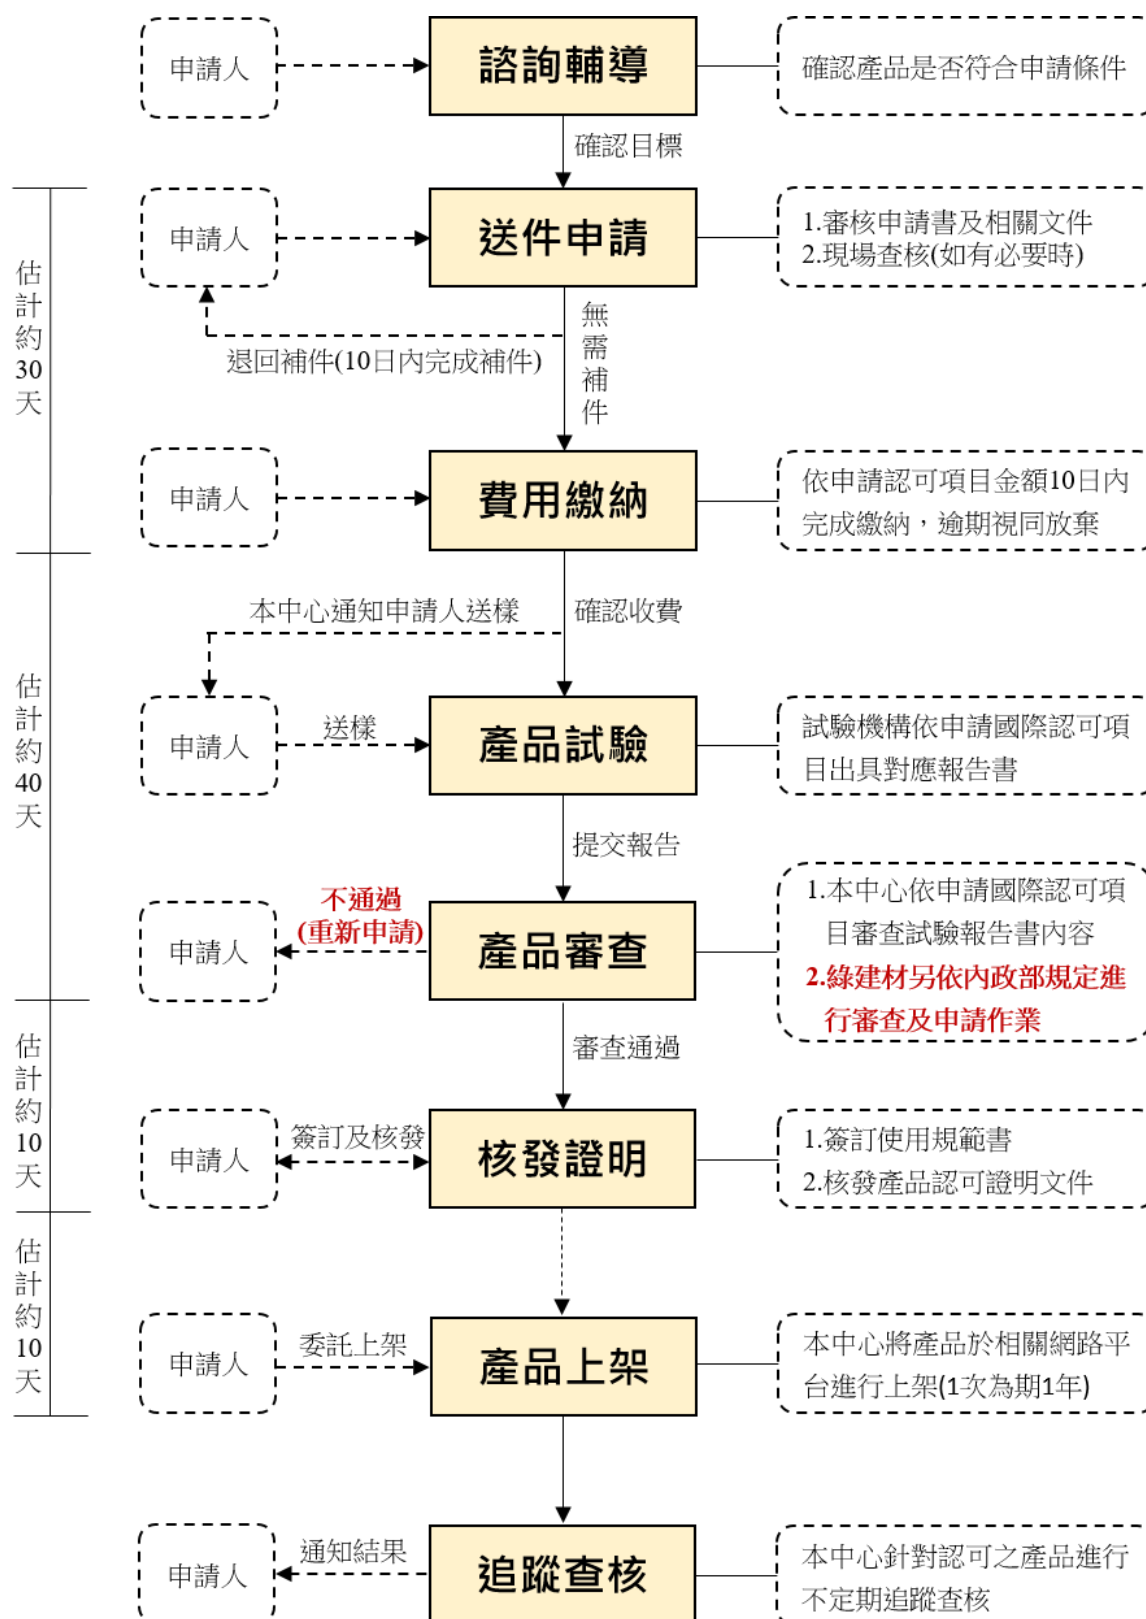 申請人
諮詢輔導
確認產品是否符合申請條件
確認目標
估計約30天
申請人
送件申請
1.審核申請書及相關文件
2.現場查核(如有必要時)
退回補件(10日內完成補件)
無需補件
申請人
費用繳納
依申請認可項目金額10日內
完成繳納，逾期視同放棄
估計約40天
本中心通知申請人送樣
確認收費
申請人
送樣
產品試驗
試驗機構依申請國際認可項
目出具對應報告書
提交報告
申請人
不通過
(重新申請)
產品審查
1.本中心依申請國際認可項
目審查試驗報告書內容
2.綠建材另依內政部規定進
行審查及申請作業
審查通過
估計約10天
申請人
簽訂及核發
核發證明
1.簽訂使用規範書
2.核發產品認可證明文件
估計約10天
申請人
委託上架
產品上架
本中心將產品於相關網路平
台進行上架(1次為期1年)
申請人
通知結果
追蹤查核
本中心針對認可之產品進行
不定期追蹤查核